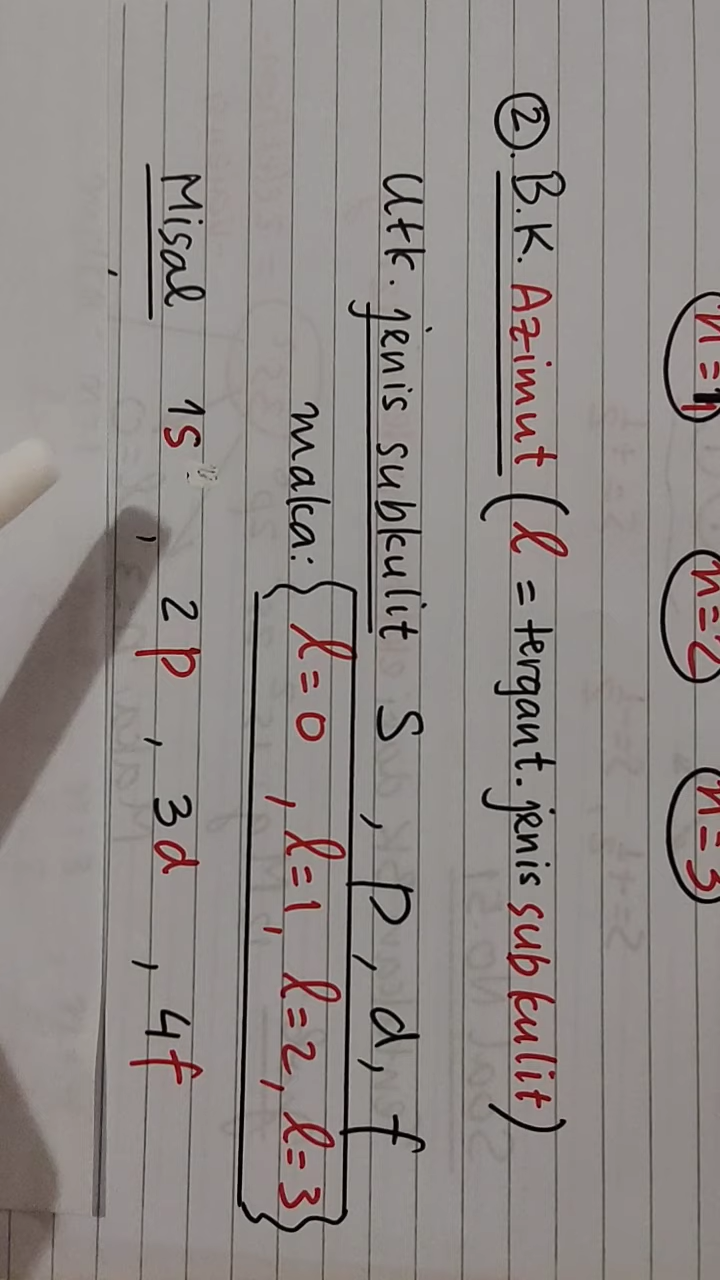 n=1 n=2 n=3
②. B.K. Azimut (l = tergant. jenis subkulit)
Utk. jenis subkulit s, p, d, f
maka: l=0, l=1, l=2, l=3
Misal 1s, 2p, 3d, 4f